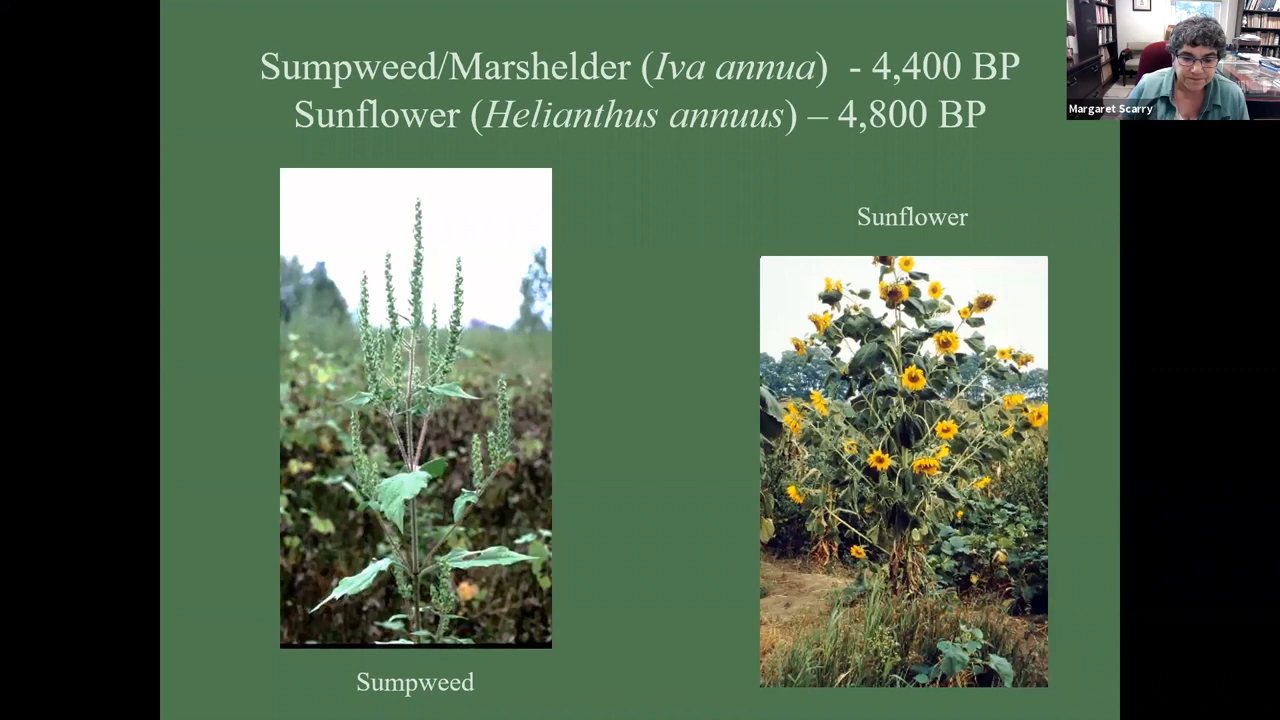 Sumpweed/Marshelder (Iva annua)  - 4,400 BP
Sunflower (Helianthus annuus) – 4,800 BP
Margaret Scarry
Sunflower
Sumpweed